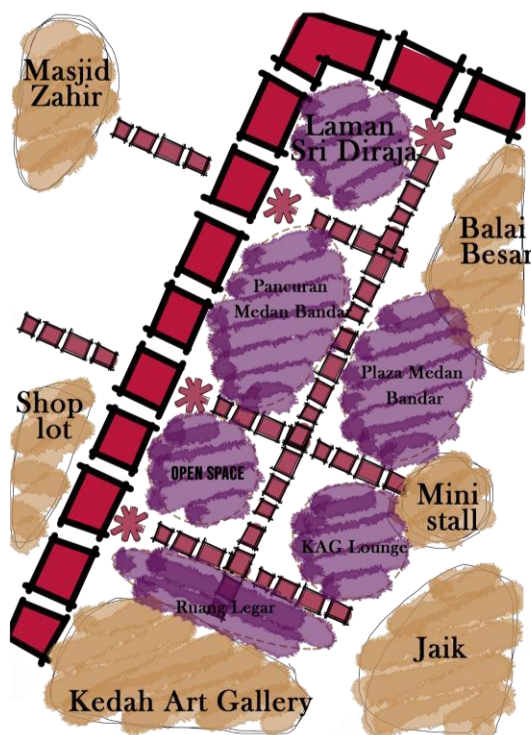 Masjid
Zahir
Laman
Sri Diraja
Balai
Besar
Pancuran
Medan Bandar
Plaza Medan
Bandar
Shop
lot
OPEN SPACE
Mini
stall
KAG Lounge
Ruang Legar
Jaik
Kedah Art Gallery